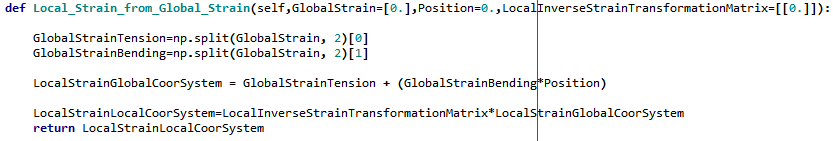 def Local_Strain_from_Global_Strain(self,GlobalStrain=[0.],Position=0.,LocalInverseStrainTransformationMatrix=[[0.]]):
GlobalStrainTension=np.split(GlobalStrain, 2)[0]
GlobalStrainBending=np.split(GlobalStrain, 2)[1]
LocalStrainGlobalCoorSystem = GlobalStrainTension + (GlobalStrainBending*Position)
LocalStrainLocalCoorSystem=LocalInverseStrainTransformationMatrix*LocalStrainGlobalCoorSystem
return LocalStrainLocalCoorSystem